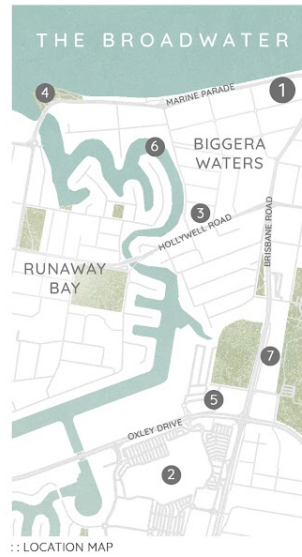 THE BROADWATER
1
4
MARINE PARADE
6
BIGGERA
WATERS
3
HOLLYWELL ROAD
BRISBANE ROAD
RUNAWAY
BAY
7
5
OXLEY DRIVE
2
:: LOCATION MAP